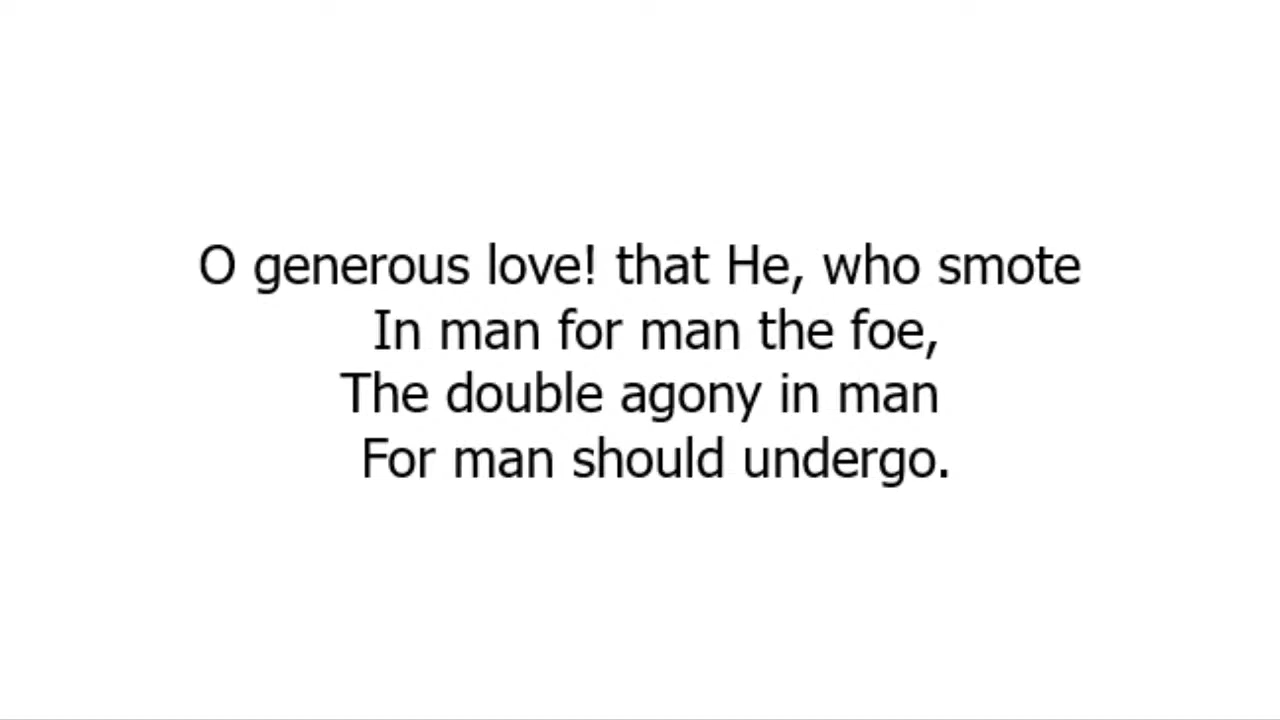 O generous love! that He, who smote
In man for man the foe,
The double agony in man
For man should undergo.